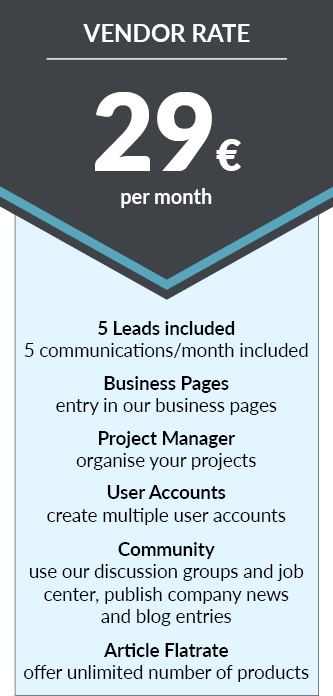 VENDOR RATE
29€
per month
5 Leads included
5 communications/month included
Business Pages
entry in our business pages
Project Manager
organise your projects
User Accounts
create multiple user accounts
Community
use our discussion groups and job
center, publish company news
and blog entries
Article Flatrate
offer unlimited number of products